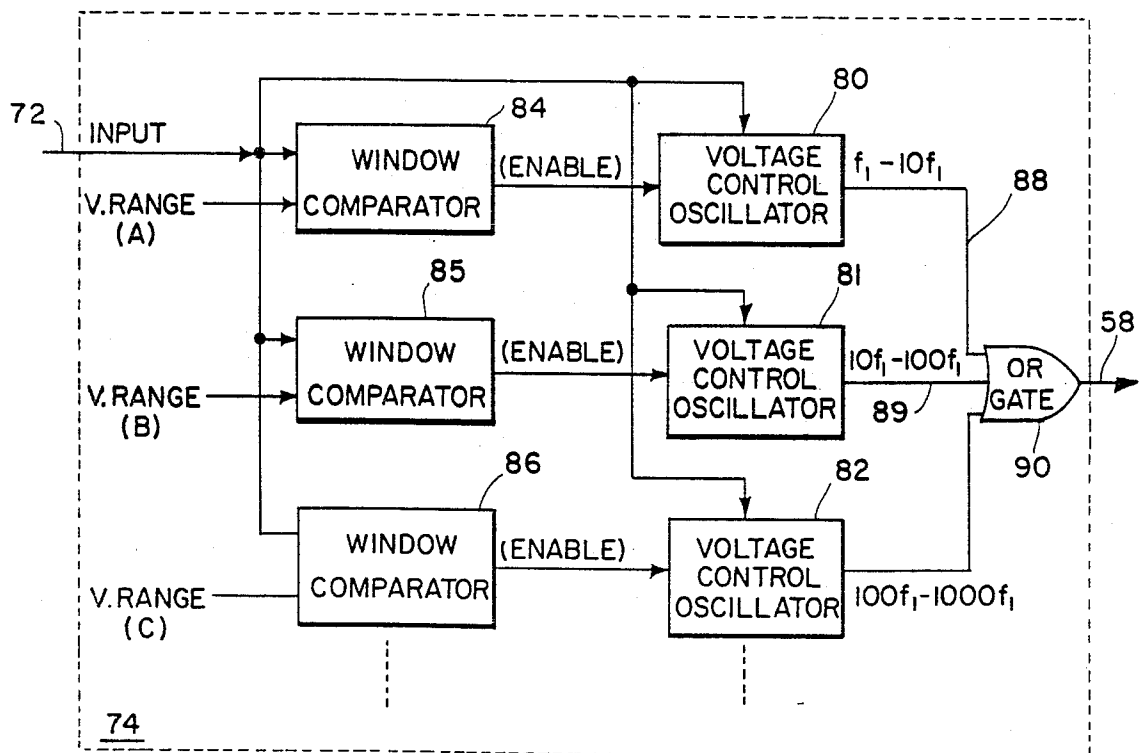 72
INPUT
V.RANGE
(A)
84
WINDOW
COMPARATOR
(ENABLE)
80
VOLTAGE
CONTROL
OSCILLATOR
f₁ -10f₁
88
85
WINDOW
COMPARATOR
(ENABLE)
V.RANGE
(B)
81
VOLTAGE
CONTROL
OSCILLATOR
10f₁-100f₁
89
OR
GATE
90
58
86
WINDOW
COMPARATOR
(ENABLE)
V.RANGE
(C)
82
VOLTAGE
CONTROL
OSCILLATOR
100f₁-1000f₁
74